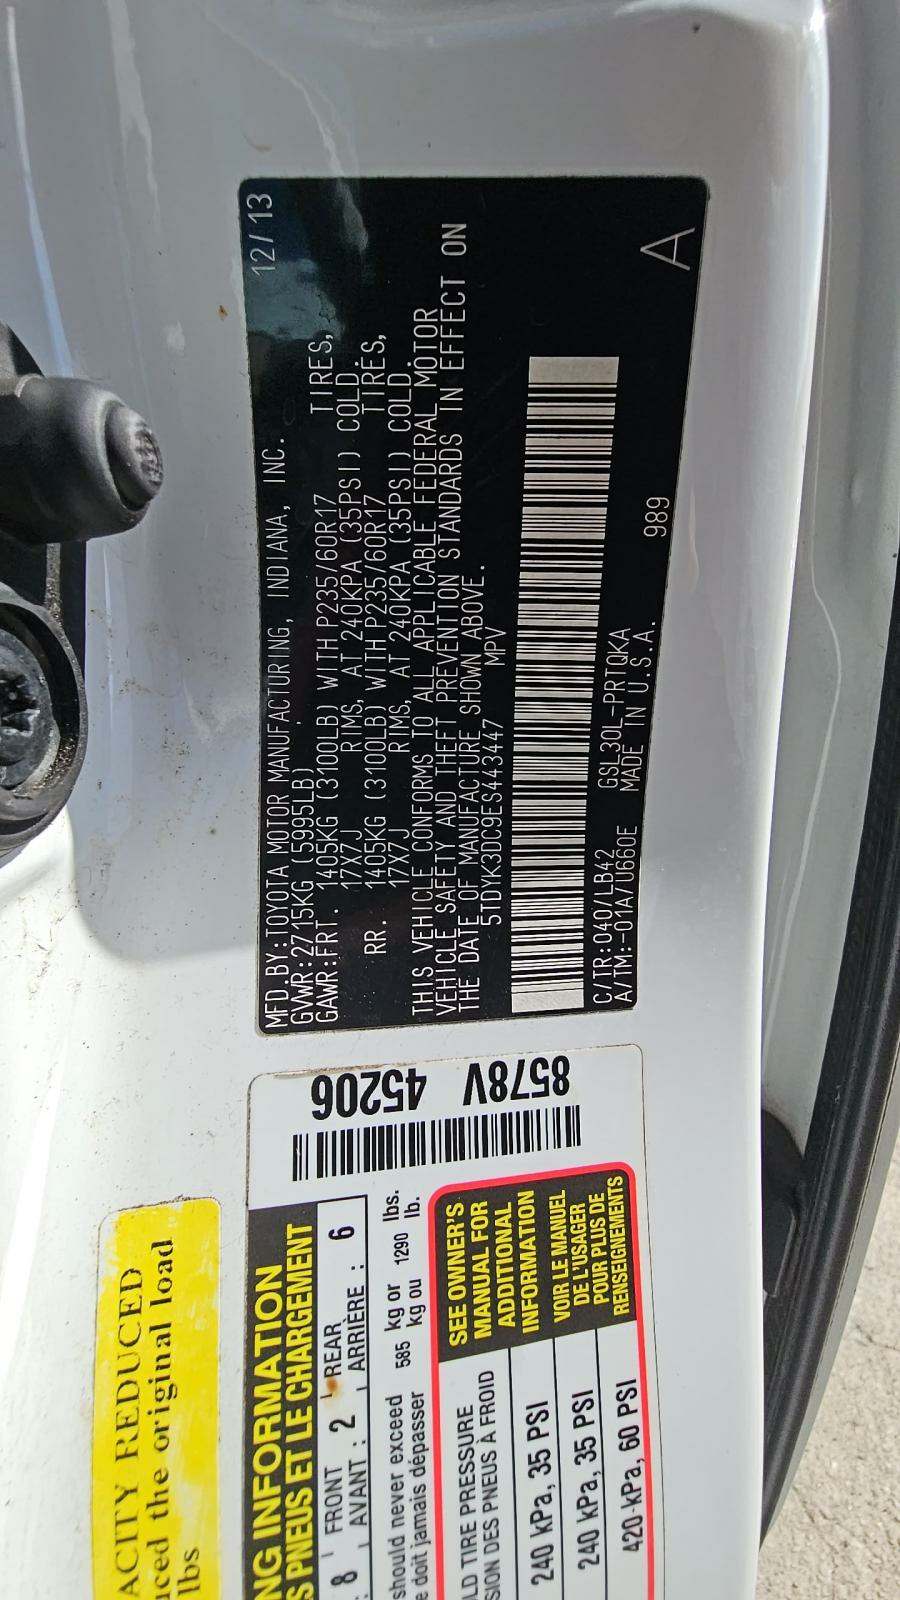 MFD.BY:TOYOTA MOTOR MANUFACTURING, INDIANA, INC. 12/13
GVWR:2715KG (5995LB)
GAWR:FRT. 1405KG (3100LB) WITH P235/60R17 TIRES,
17X7J RIMS, AT 240KPA (35PSI) COLD.
RR. 1405KG (3100LB) WITH P235/60R17 TIRES,
17X7J RIMS, AT 240KPA (35PSI) COLD.
THIS VEHICLE CONFORMS TO ALL APPLICABLE FEDERAL MOTOR
VEHICLE SAFETY AND THEFT PREVENTION STANDARDS IN EFFECT ON
THE DATE OF MANUFACTURE SHOWN ABOVE.
5TDYK3DC9ES443447 MPV
C/TR:040/LB42 GSL30L-PRTQKA
A/TM:-01A/U660E MADE IN U.S.A. 989
A
8578V 45206
ACITY REDUCED
uced the original load
lbs
NG INFORMATION
S PNEUS ET LE CHARGEMENT
8 FRONT 2 REAR 6
AVANT : ARRIÈRE :
should never exceed 585 kg or 1290 lbs.
e doit jamais dépasser kg ou lb.
LD TIRE PRESSURE
SION DES PNEUS À FROID
240 kPa, 35 PSI
240 kPa, 35 PSI
420 kPa, 60 PSI
SEE OWNER'S
MANUAL FOR
ADDITIONAL
INFORMATION
VOIR LE MANUEL
DE L'USAGER
POUR PLUS DE
RENSEIGNEMENTS